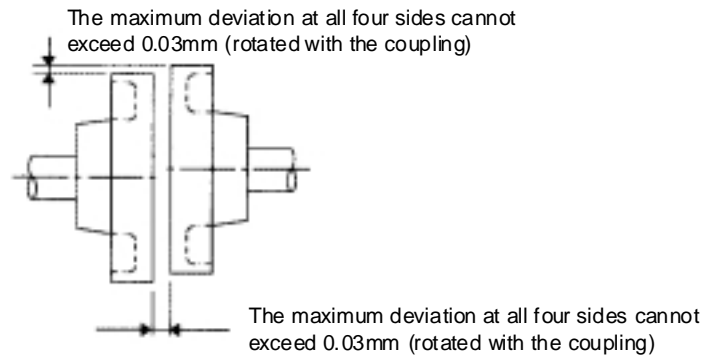 The maximum deviation at all four sides cannot
exceed 0.03mm (rotated with the coupling)
The maximum deviation at all four sides cannot
exceed 0.03mm (rotated with the coupling)